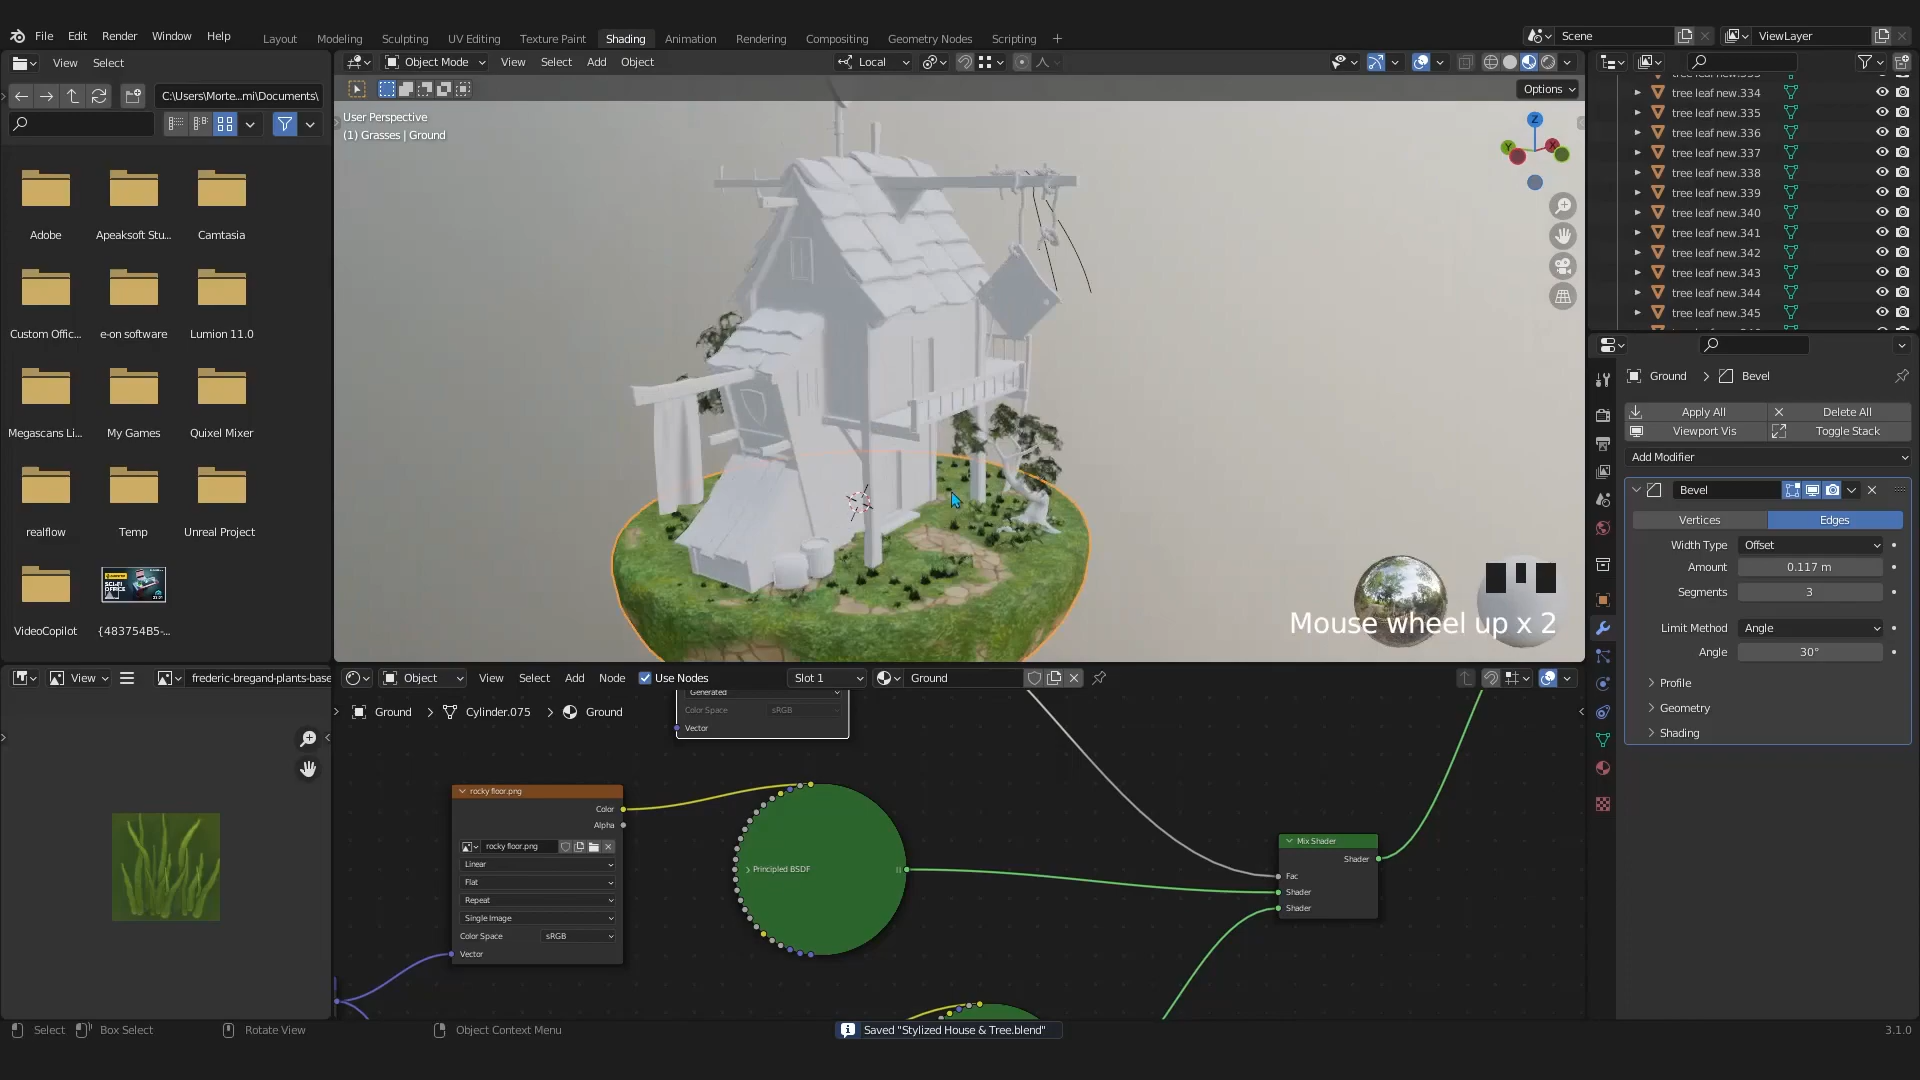 File Edit Render Window Help
Layout Modeling Sculpting UV Editing Texture Paint Shading Animation Rendering Compositing Geometry Nodes Scripting
Scene
ViewLayer
View Select
Object Mode View Select Add Object
Local
C:\Users\Morte...mi\Documents\
Options
User Perspective
(1) Grasses | Ground
Z
Y
X
Adobe
Apeaksoft Stu...
Camtasia
Custom Offic...
e-on software
Lumion 11.0
Megascans Li...
My Games
Quixel Mixer
realflow
Temp
Unreal Project
VideoCopilot
{483754B5-...
tree leaf new.334
tree leaf new.335
tree leaf new.336
tree leaf new.337
tree leaf new.338
tree leaf new.339
tree leaf new.340
tree leaf new.341
tree leaf new.342
tree leaf new.343
tree leaf new.344
tree leaf new.345
Ground Bevel
Apply All Delete All
Viewport Vis Toggle Stack
Add Modifier
Bevel
Vertices Edges
Width Type Offset
Amount 0.117 m
Segments 3
Limit Method Angle
Angle 30°
Profile
Geometry
Shading
Mouse wheel up x 2
View
frederic-bregand-plants-base
Object View Select Add Node Use Nodes Slot 1 Ground
Ground Cylinder.075 Ground
Generated
Color Space sRGB
Vector
rocky floor.png
Color
Alpha
rocky floor.png
Linear
Flat
Repeat
Single Image
Color Space sRGB
Vector
Principled BSDF
Mix Shader
Shader
Fac
Shader
Shader
Select Box Select Rotate View Object Context Menu
Saved "Stylized House & Tree.blend"
3.1.0